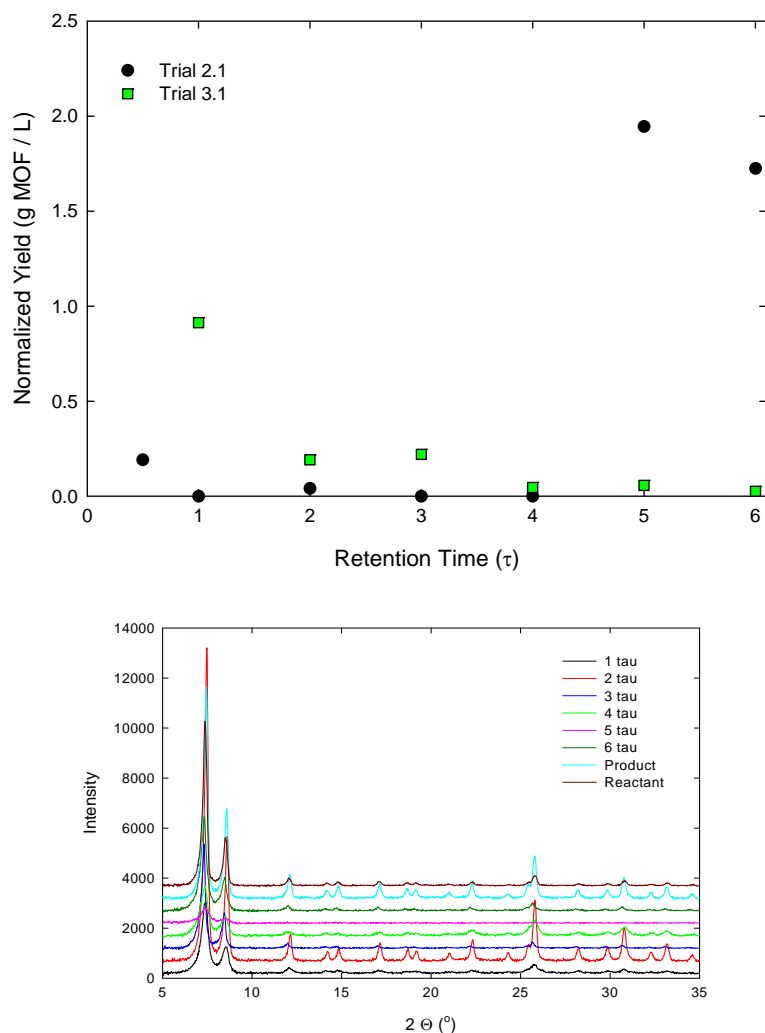 2.5
2.0
1.5
1.0
0.5
0.0
Normalized Yield (g MOF / L)
Trial 2.1
Trial 3.1
0 1 2 3 4 5 6
Retention Time (τ)
14000
12000
10000
8000
6000
4000
2000
0
Intensity
1 tau
2 tau
3 tau
4 tau
5 tau
6 tau
Product
Reactant
5 10 15 20 25 30 35
2 Θ (°)